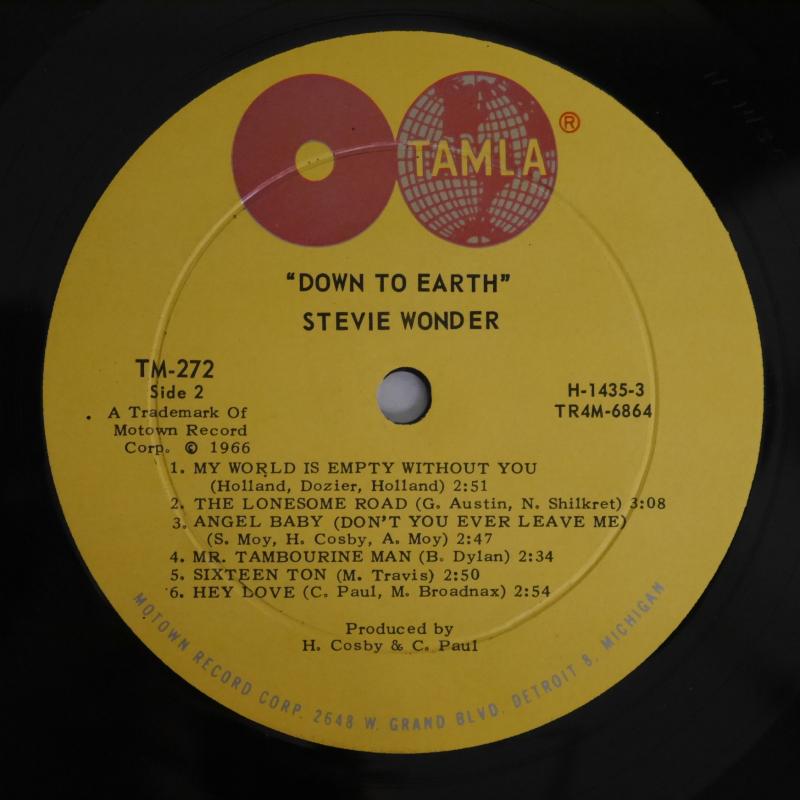 TAMLA ®
"DOWN TO EARTH"
STEVIE WONDER
TM-272
Side 2
A Trademark Of
Motown Record
Corp. © 1966
H-1435-3
TR4M-6864
1. MY WORLD IS EMPTY WITHOUT YOU
(Holland, Dozier, Holland) 2:51
2. THE LONESOME ROAD (G. Austin, N. Shilkret) 3:08
3. ANGEL BABY (DON'T YOU EVER LEAVE ME)
(S. Moy, H. Cosby, A. Moy) 2:47
4. MR. TAMBOURINE MAN (B. Dylan) 2:34
5. SIXTEEN TON (M. Travis) 2:50
6. HEY LOVE (C. Paul, M. Broadnax) 2:54
Produced by
H. Cosby & C. Paul
MOTOWN RECORD CORP. 2648 W. GRAND BLVD. DETROIT 8, MICHIGAN